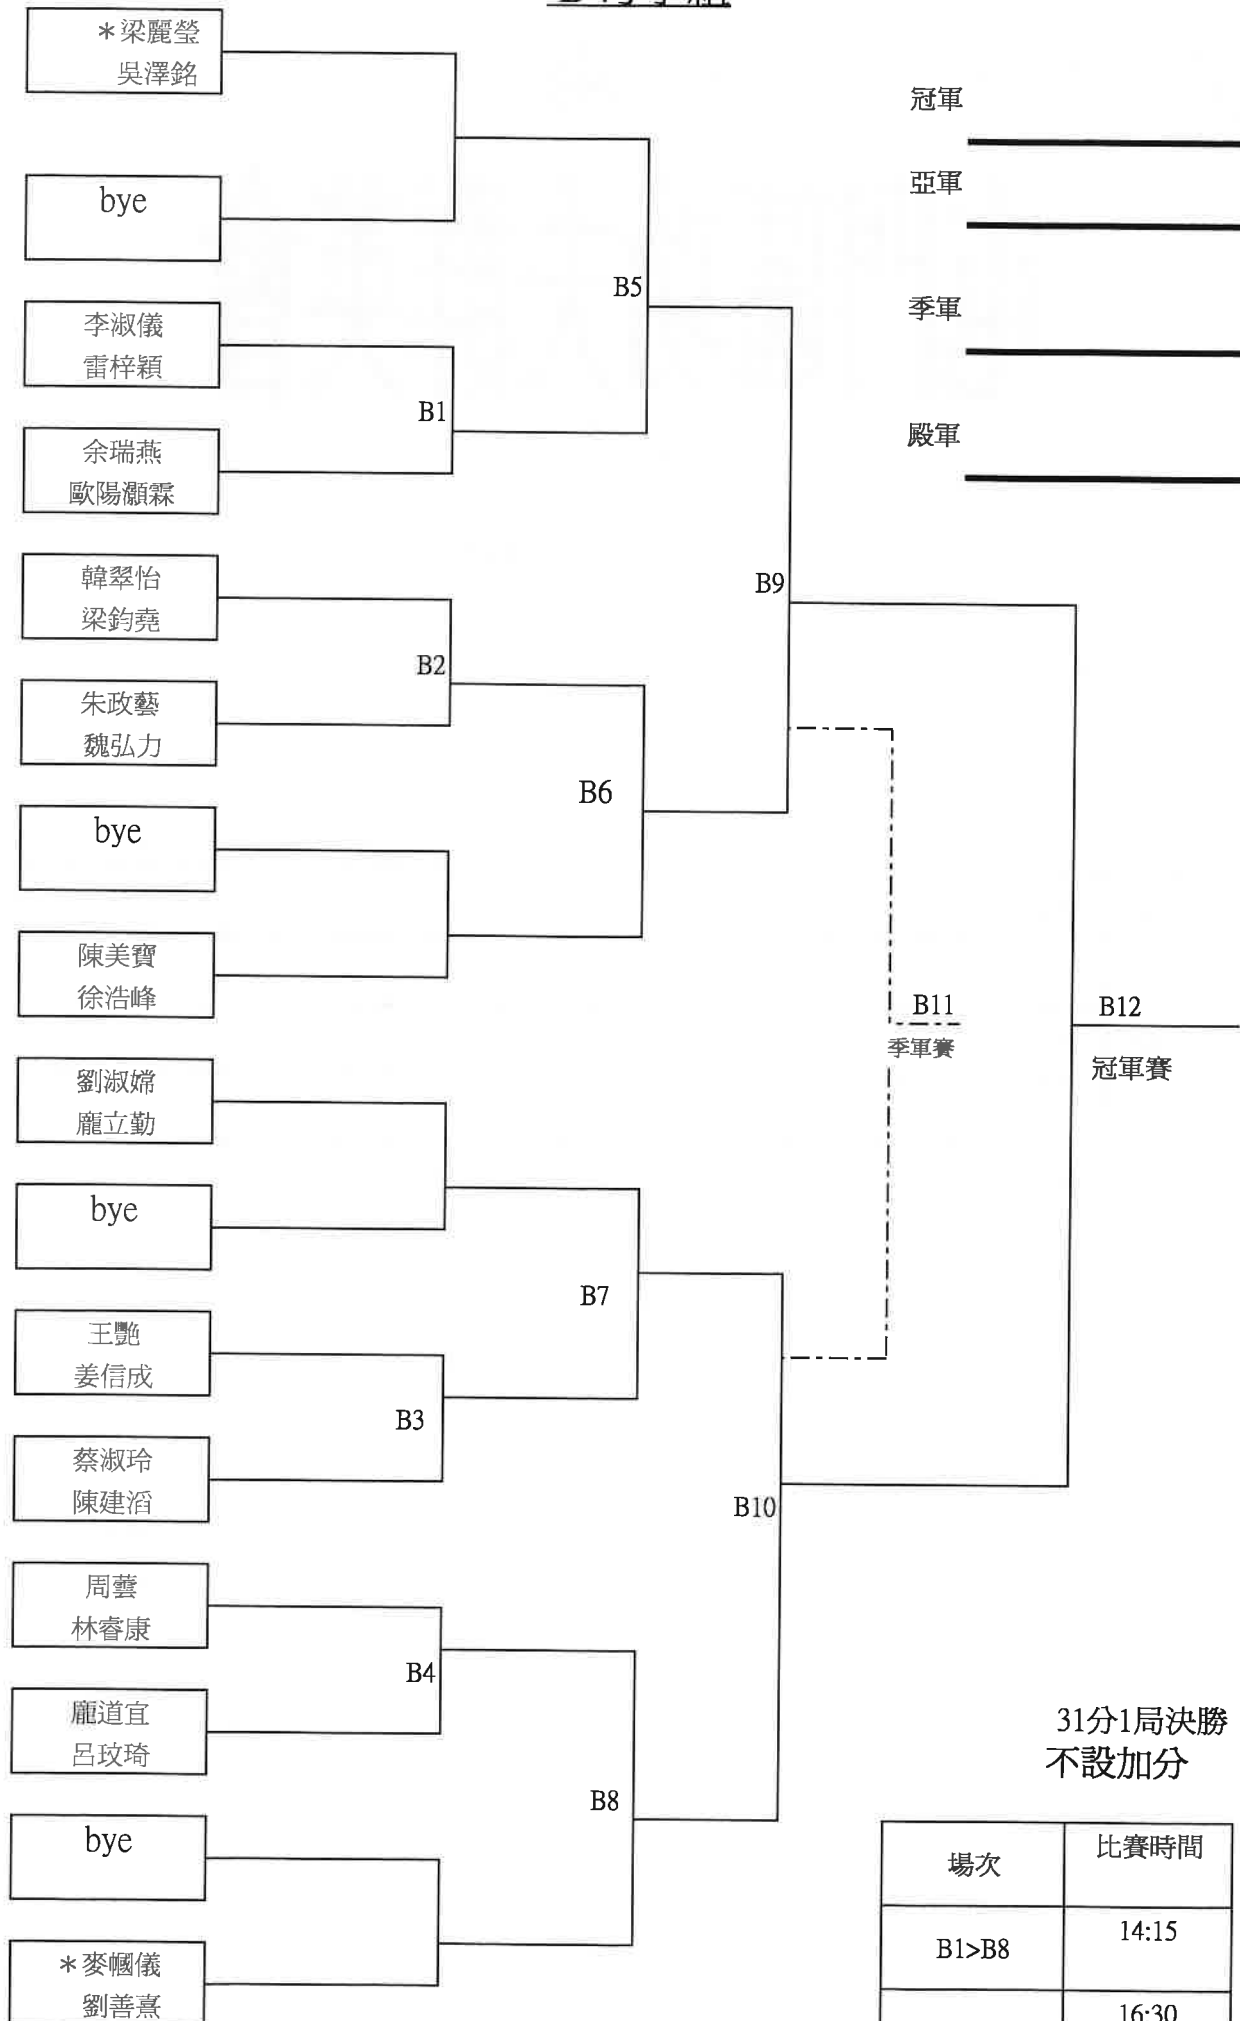 ＊梁麗瑩
吳澤銘
bye
李淑儀
雷梓穎
余瑞燕
歐陽灝霖
韓翠怡
梁鈞堯
朱政藝
魏弘力
bye
陳美寶
徐浩峰
劉淑嫦
龐立勤
bye
王艷
姜信成
蔡淑玲
陳建滔
周蕓
林睿康
龐道宜
呂玟琦
bye
＊麥幗儀
劉善熹
B1
B2
B3
B4
B5
B6
B7
B8
B9
B10
B11
季軍賽
B12
冠軍賽
冠軍
亞軍
季軍
殿軍
31分1局決勝
不設加分
場次 比賽時間
B1>B8 14:15
16:30